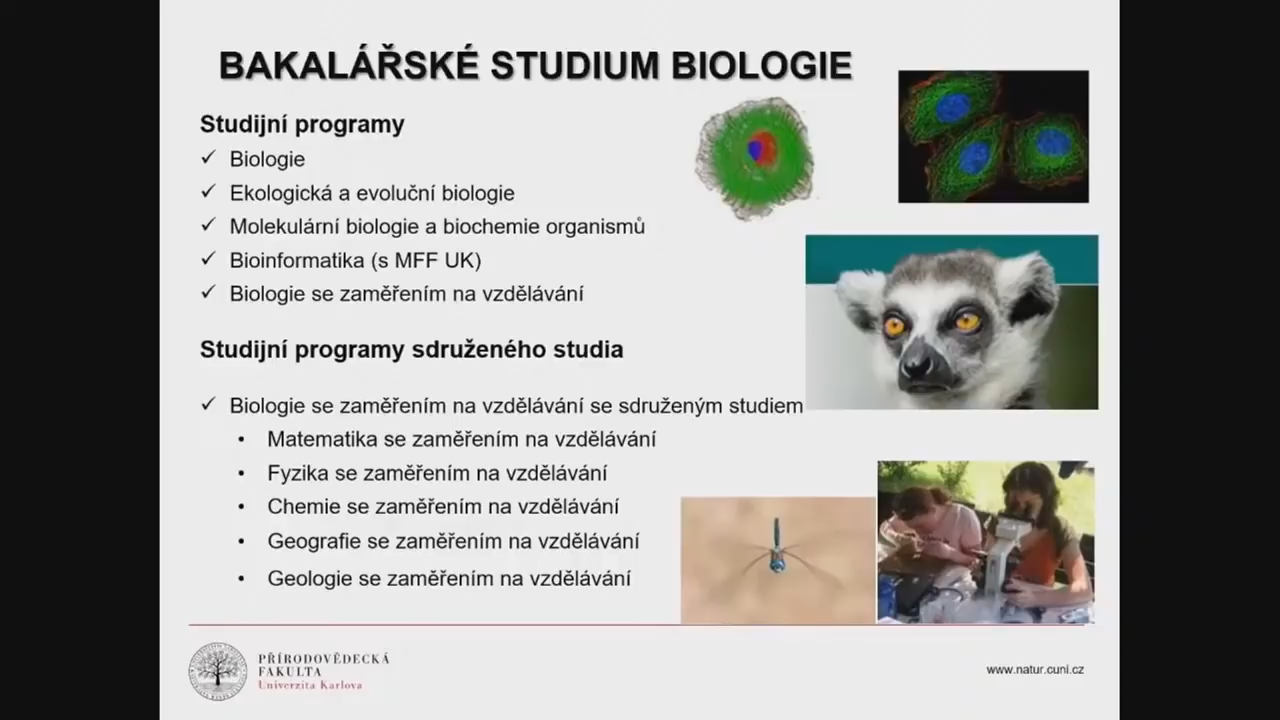 BAKALÁŘSKÉ STUDIUM BIOLOGIE
Studijní programy
✓ Biologie
✓ Ekologická a evoluční biologie
✓ Molekulární biologie a biochemie organismů
✓ Bioinformatika (s MFF UK)
✓ Biologie se zaměřením na vzdělávání
Studijní programy sdruženého studia
✓ Biologie se zaměřením na vzdělávání se sdruženým studiem
• Matematika se zaměřením na vzdělávání
• Fyzika se zaměřením na vzdělávání
• Chemie se zaměřením na vzdělávání
• Geografie se zaměřením na vzdělávání
• Geologie se zaměřením na vzdělávání
PŘÍRODOVĚDECKÁ
FAKULTA
Univerzita Karlova
www.natur.cuni.cz